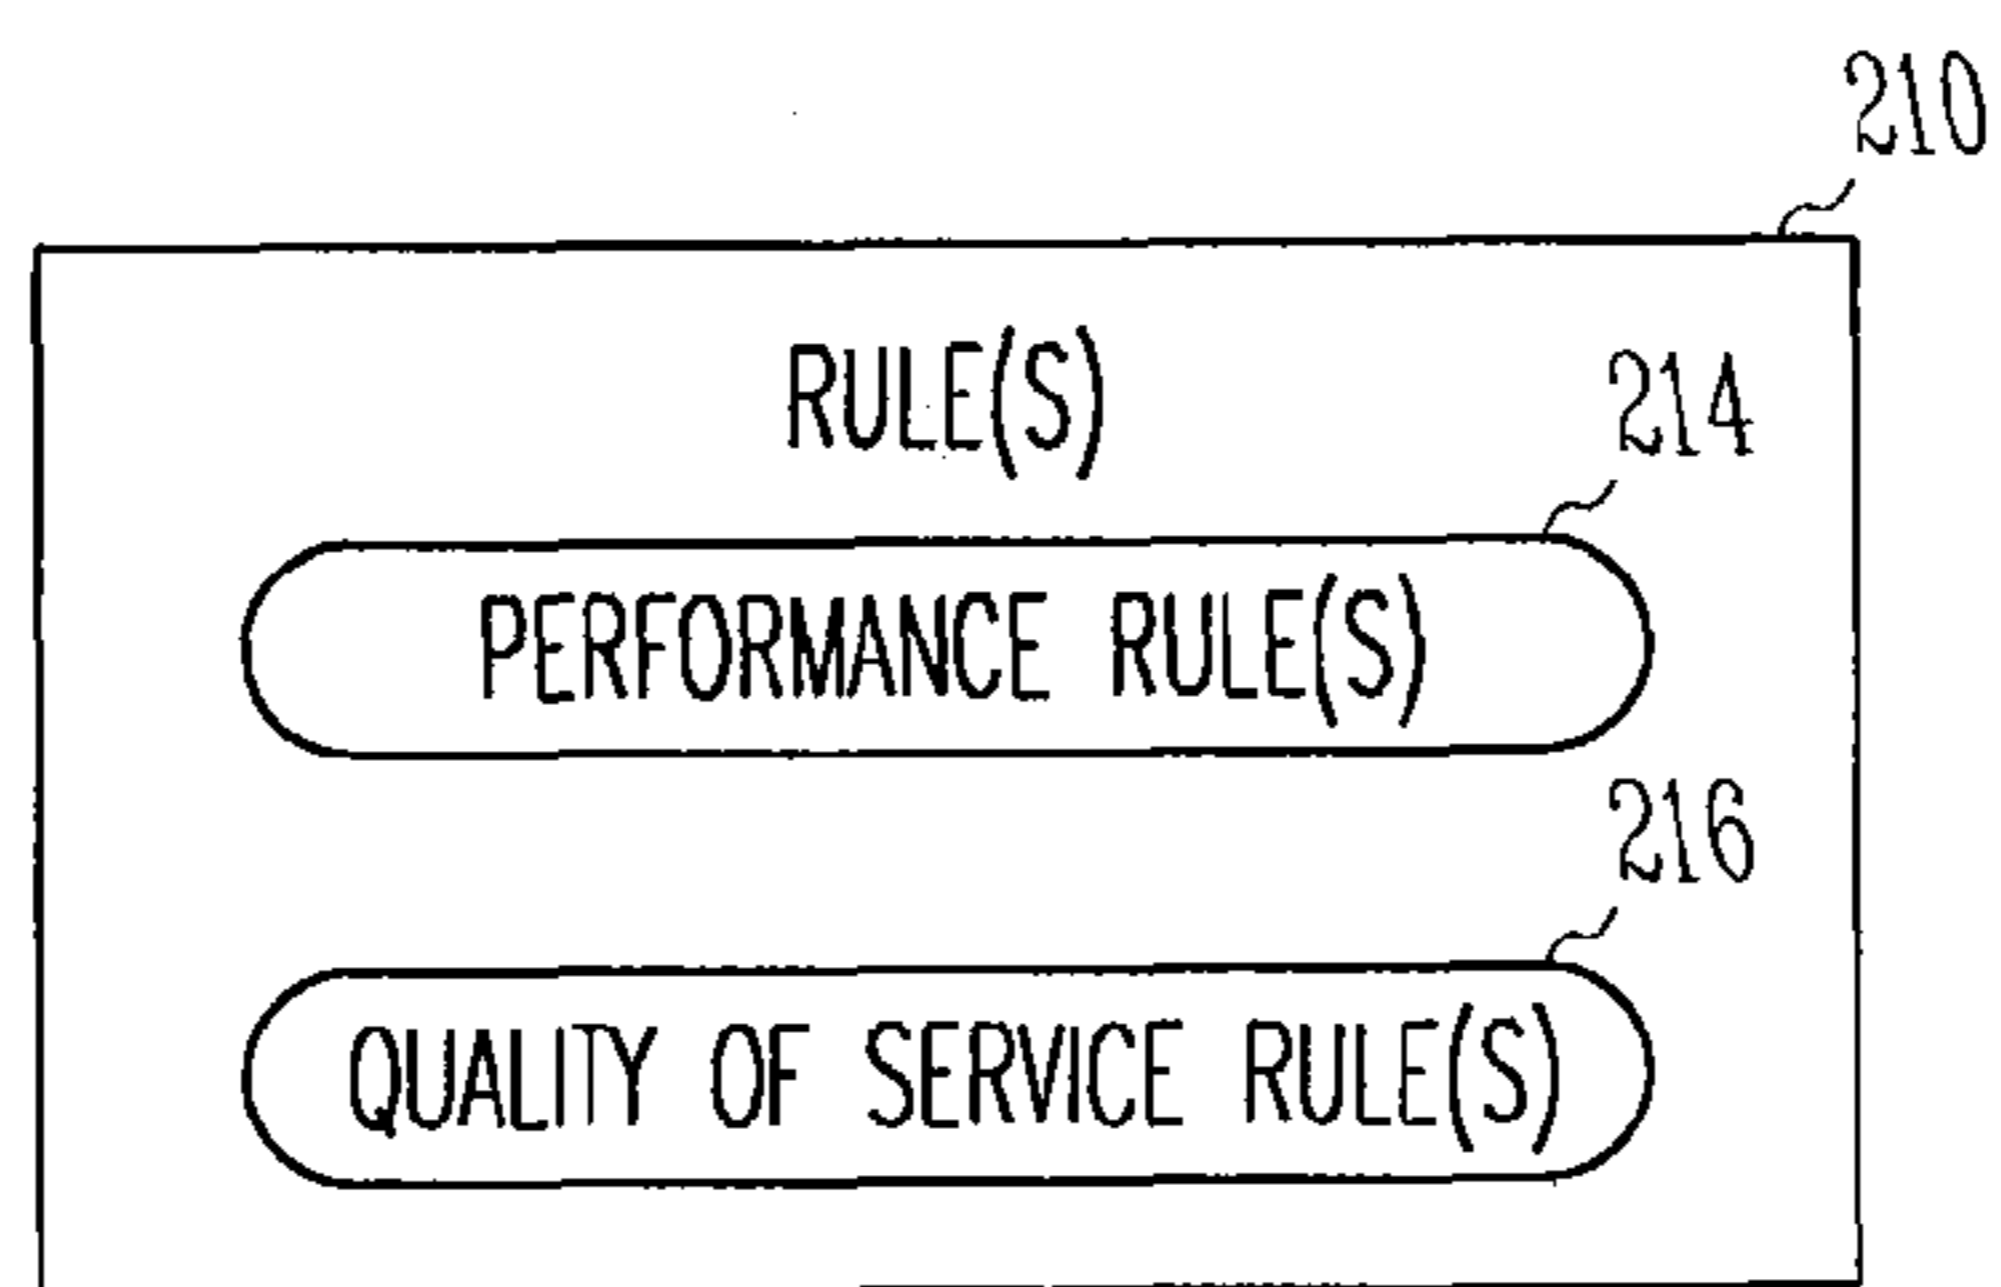 210
RULE(S)
214
PERFORMANCE RULE(S)
216
QUALITY OF SERVICE RULE(S)